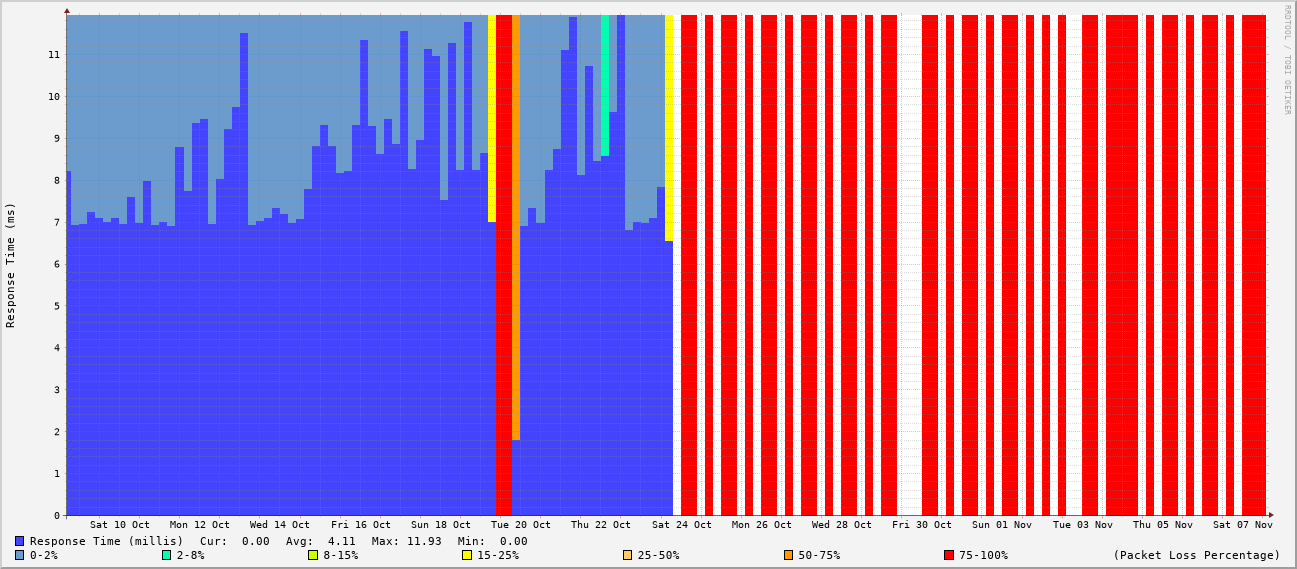 RRDTOOL / TOBI OETIKER
Response Time (ms)
11
10
9
8
7
6
5
4
3
2
1
0
Sat 10 Oct Mon 12 Oct Wed 14 Oct Fri 16 Oct Sun 18 Oct Tue 20 Oct Thu 22 Oct Sat 24 Oct Mon 26 Oct Wed 28 Oct Fri 30 Oct Sun 01 Nov Tue 03 Nov Thu 05 Nov Sat 07 Nov
Response Time (millis) Cur: 0.00 Avg: 4.11 Max: 11.93 Min: 0.00
0-2% 2-8% 8-15% 15-25% 25-50% 50-75% 75-100% (Packet Loss Percentage)